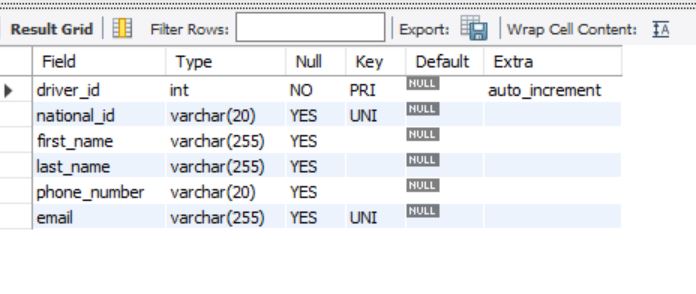 Result Grid Filter Rows: Export: Wrap Cell Content: IA
Field Type Null Key Default Extra
driver_id int NO PRI NULL auto_increment
national_id varchar(20) YES UNI NULL
first_name varchar(255) YES NULL
last_name varchar(255) YES NULL
phone_number varchar(20) YES NULL
email varchar(255) YES UNI NULL